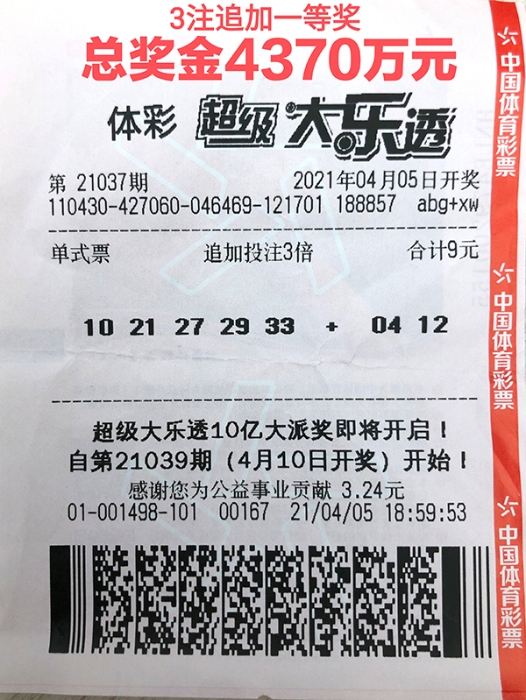 3注追加一等奖
总奖金4370万元
体彩 超级大乐透
第 21037期 2021年04月05日开奖
110430-427060-046469-121701 188857 abg+xw
单式票 追加投注3倍 合计9元
10 21 27 29 33 + 04 12
超级大乐透10亿大派奖即将开启！
自第21039期（4月10日开奖）开始！
感谢您为公益事业贡献 3.24元
01-001498-101 00167 21/04/05 18:59:53
中国体育彩票
中国体育彩票
中国体育彩票